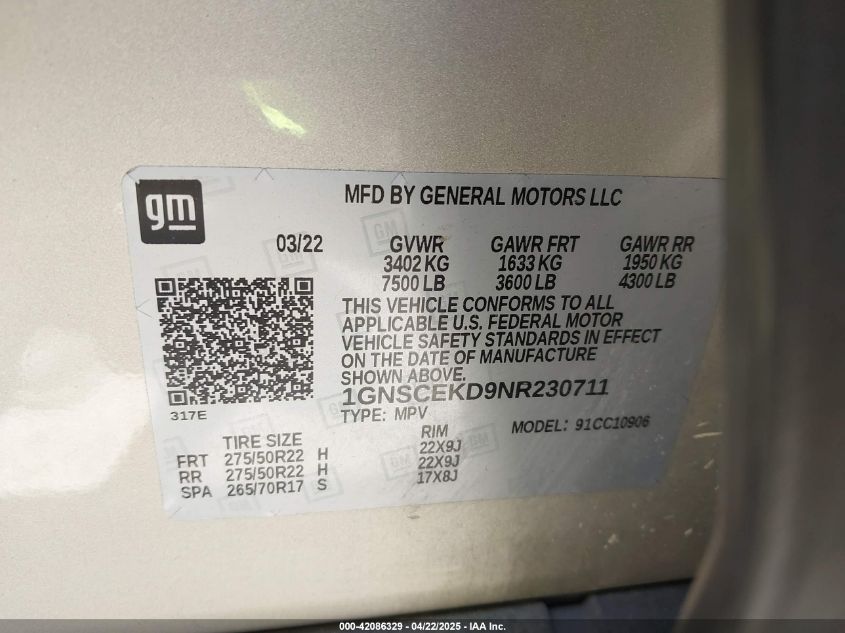 gm
MFD BY GENERAL MOTORS LLC
03/22 GVWR GAWR FRT GAWR RR
3402 KG 1633 KG 1950 KG
7500 LB 3600 LB 4300 LB
THIS VEHICLE CONFORMS TO ALL
APPLICABLE U.S. FEDERAL MOTOR
VEHICLE SAFETY STANDARDS IN EFFECT
ON THE DATE OF MANUFACTURE
SHOWN ABOVE.
1GNSCEKD9NR230711
317E
TYPE: MPV
MODEL: 91CC10906
TIRE SIZE RIM
FRT 275/50R22 H 22X9J
RR 275/50R22 H 22X9J
SPA 265/70R17 S 17X8J
000-42086329 - 04/22/2025 - IAA Inc.